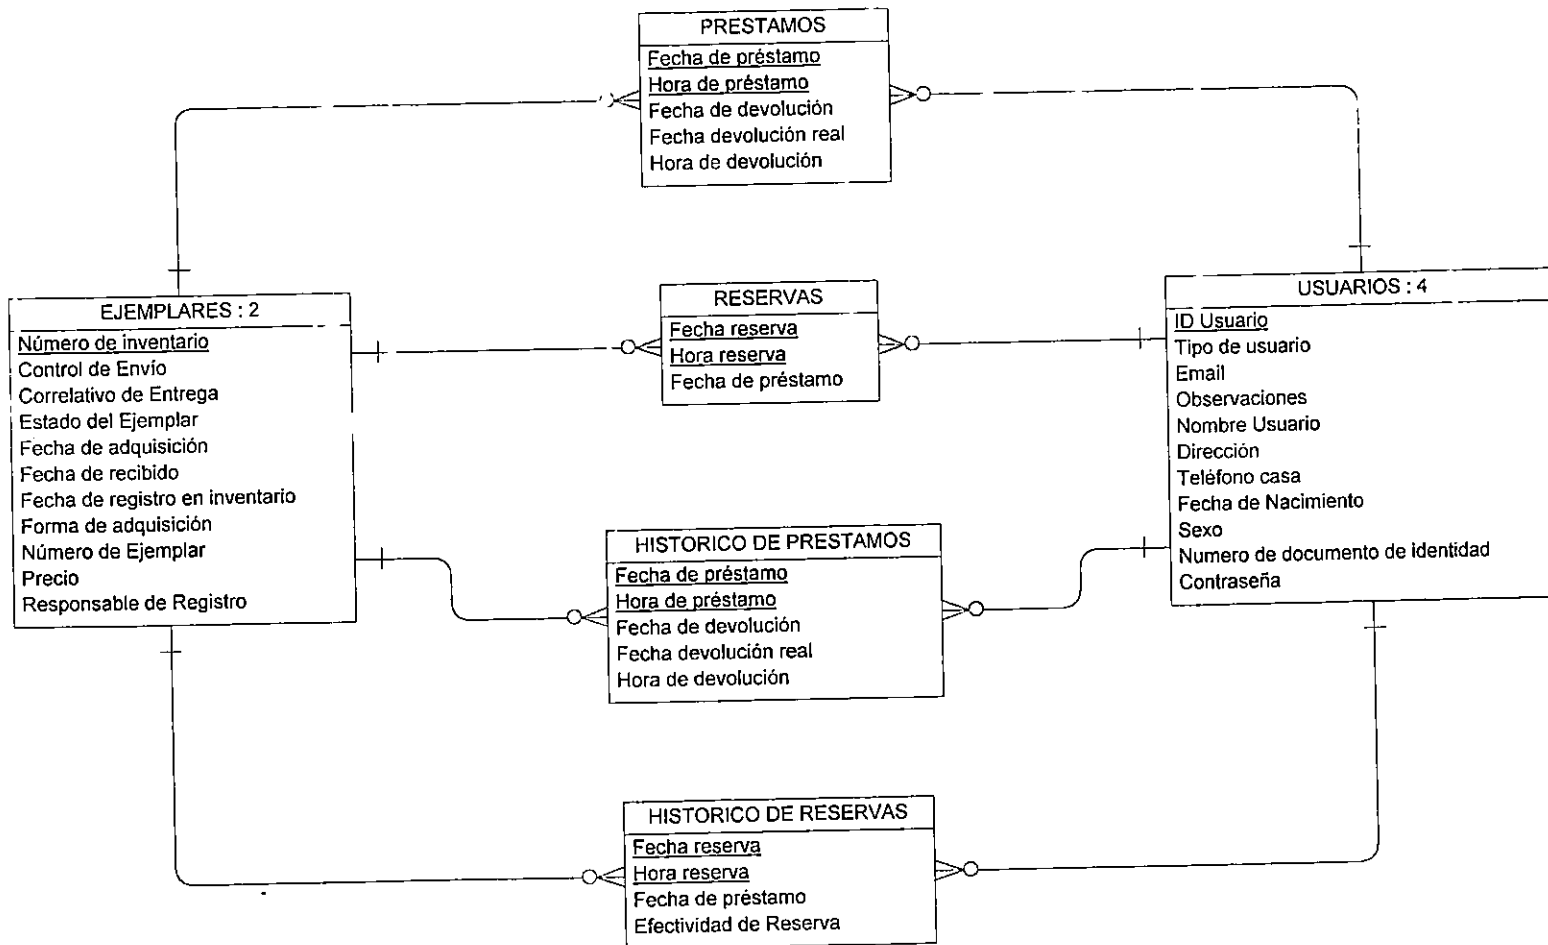 PRESTAMOS
Fecha de préstamo
Hora de préstamo
Fecha de devolución
Fecha devolución real
Hora de devolución
EJEMPLARES : 2
Número de inventario
Control de Envío
Correlativo de Entrega
Estado del Ejemplar
Fecha de adquisición
Fecha de recibido
Fecha de registro en inventario
Forma de adquisición
Número de Ejemplar
Precio
Responsable de Registro
RESERVAS
Fecha reserva
Hora reserva
Fecha de préstamo
USUARIOS : 4
ID Usuario
Tipo de usuario
Email
Observaciones
Nombre Usuario
Dirección
Teléfono casa
Fecha de Nacimiento
Sexo
Numero de documento de identidad
Contraseña
HISTORICO DE PRESTAMOS
Fecha de préstamo
Hora de préstamo
Fecha de devolución
Fecha devolución real
Hora de devolución
HISTORICO DE RESERVAS
Fecha reserva
Hora reserva
Fecha de préstamo
Efectividad de Reserva